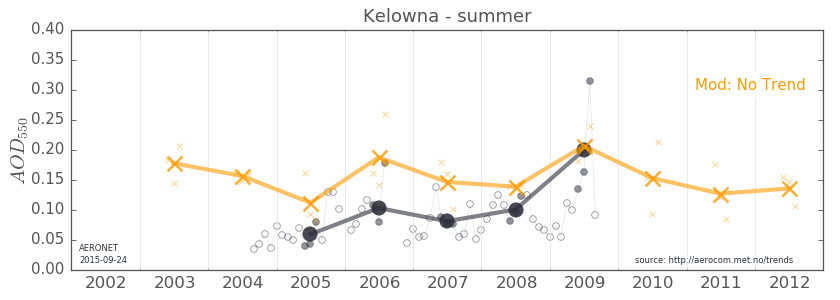 Kelowna - summer
0.40
0.35
0.30
0.25
0.20
0.15
0.10
0.05
0.00
AOD550
Mod: No Trend
AERONET
2015-09-24
source: http://aerocom.met.no/trends
2002 2003 2004 2005 2006 2007 2008 2009 2010 2011 2012